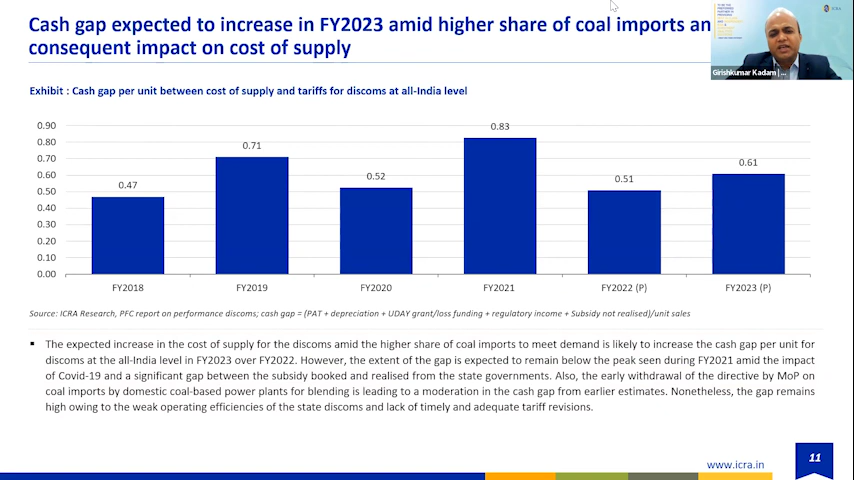 Cash gap expected to increase in FY2023 amid higher share of coal imports an
consequent impact on cost of supply
ICRA
Girishkumar Kadam | ...
Exhibit : Cash gap per unit between cost of supply and tariffs for discoms at all-India level
0.90
0.80
0.70
0.60
0.50
0.40
0.30
0.20
0.10
0.00
0.47
0.71
0.52
0.83
0.51
0.61
FY2018
FY2019
FY2020
FY2021
FY2022 (P)
FY2023 (P)
Source: ICRA Research, PFC report on performance discoms; cash gap = (PAT + depreciation + UDAY grant/loss funding + regulatory income + Subsidy not realised)/unit sales
▪ The expected increase in the cost of supply for the discoms amid the higher share of coal imports to meet demand is likely to increase the cash gap per unit for
discoms at the all-India level in FY2023 over FY2022. However, the extent of the gap is expected to remain below the peak seen during FY2021 amid the impact
of Covid-19 and a significant gap between the subsidy booked and realised from the state governments. Also, the early withdrawal of the directive by MoP on
coal imports by domestic coal-based power plants for blending is leading to a moderation in the cash gap from earlier estimates. Nonetheless, the gap remains
high owing to the weak operating efficiencies of the state discoms and lack of timely and adequate tariff revisions.
www.icra.in
11